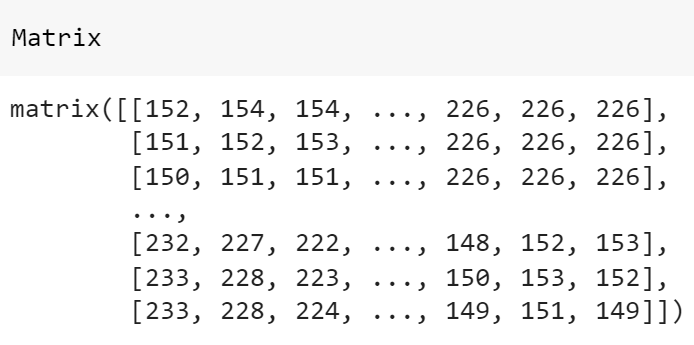 Matrix
matrix([[152, 154, 154, ..., 226, 226, 226],
[151, 152, 153, ..., 226, 226, 226],
[150, 151, 151, ..., 226, 226, 226],
...,
[232, 227, 222, ..., 148, 152, 153],
[233, 228, 223, ..., 150, 153, 152],
[233, 228, 224, ..., 149, 151, 149]])